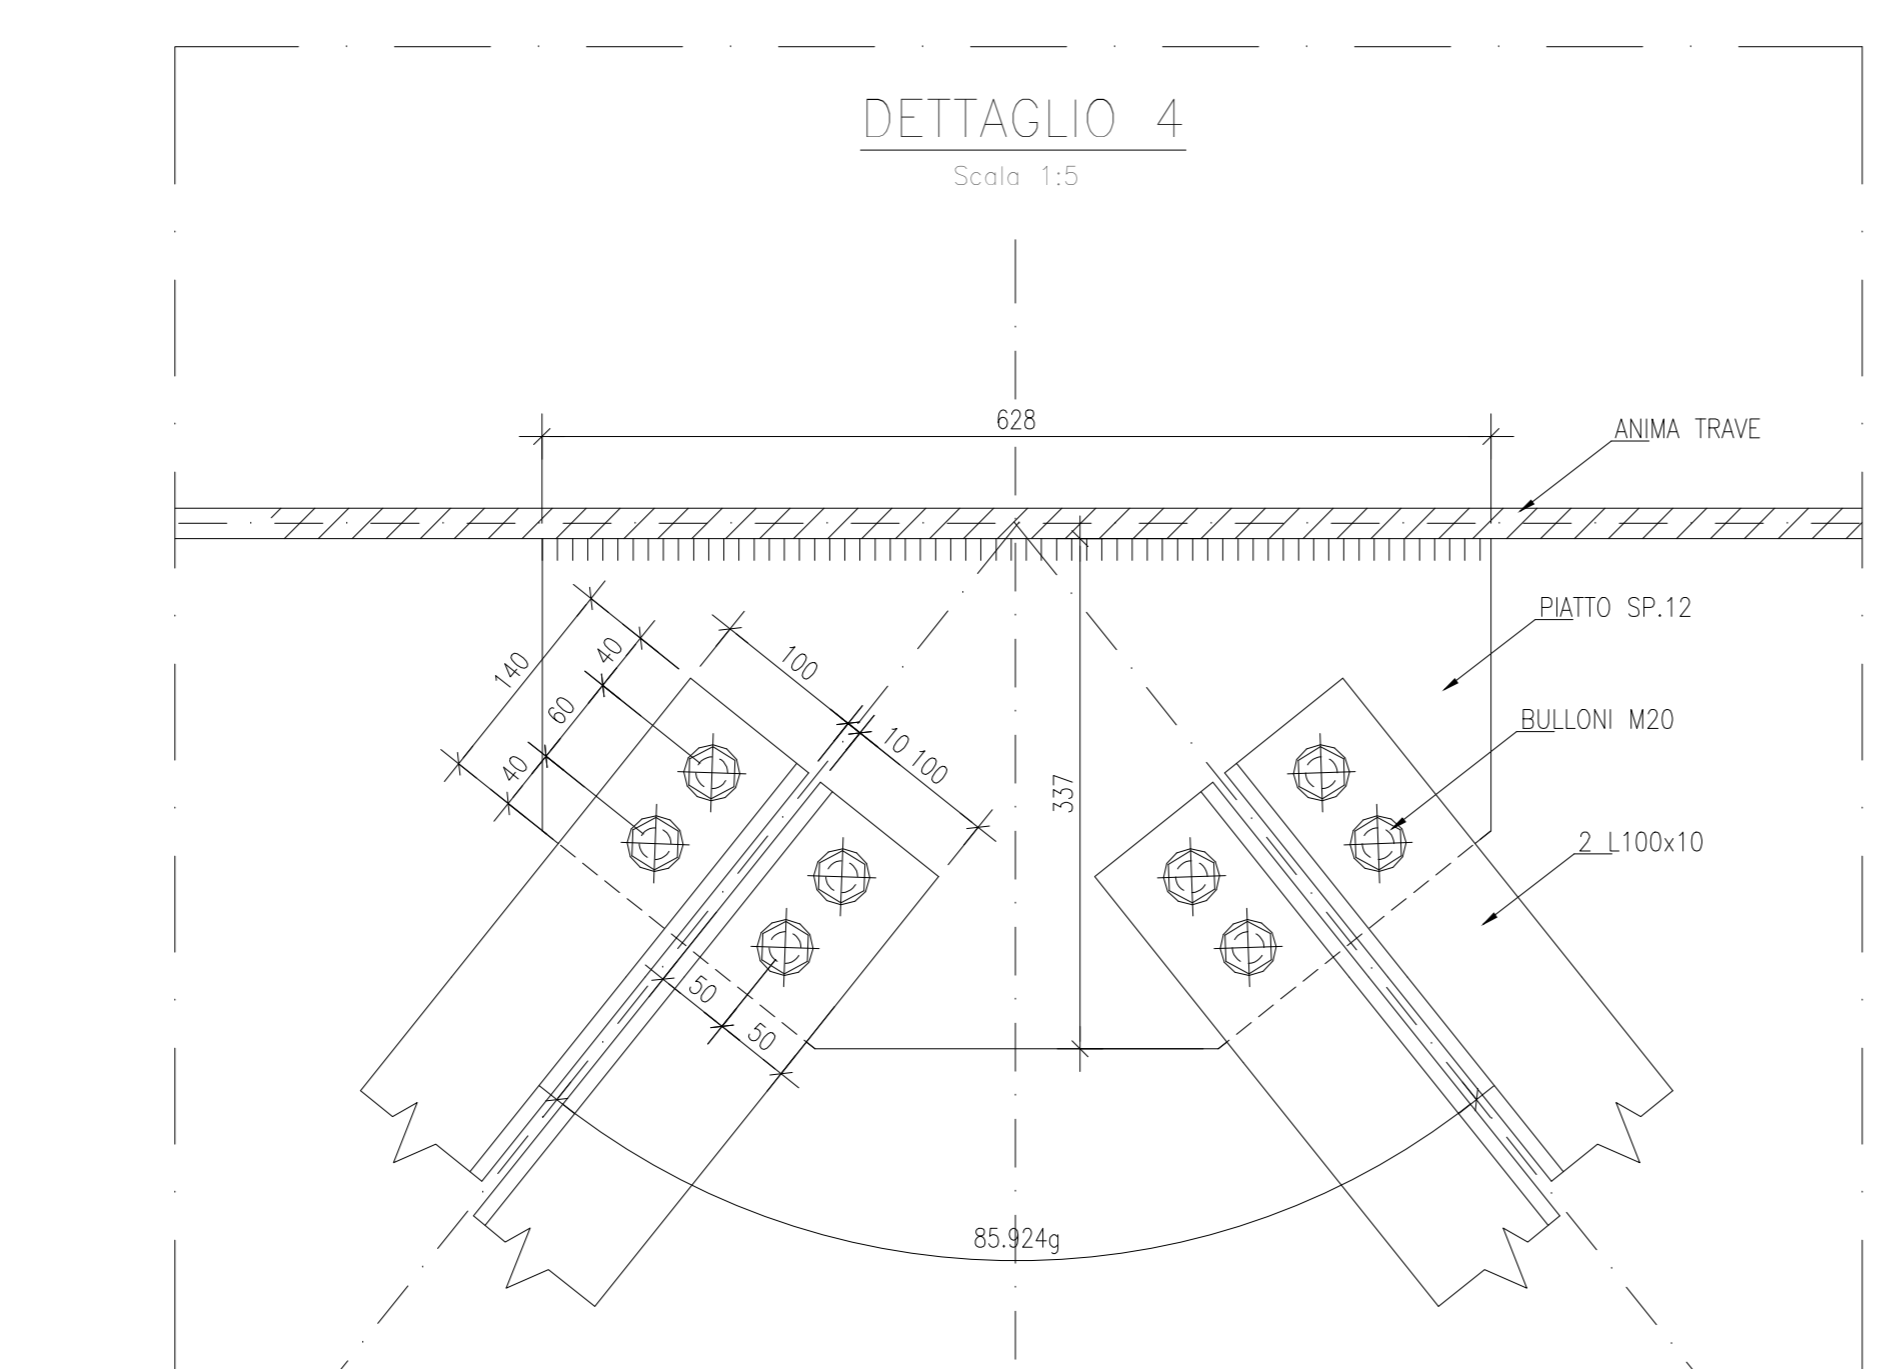 DETTAGLIO 4
Scala 1:5
628
ANIMA TRAVE
PIATTO SP.12
140
40
100
60
BULLONI M20
40
10 100
337
2 L100x10
50
50
85.924g